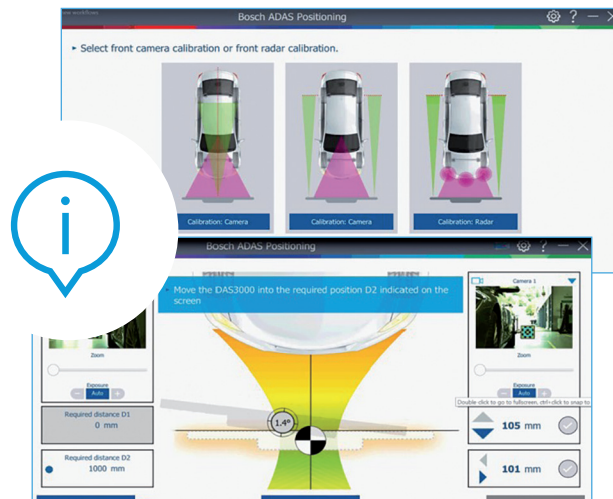 Bosch ADAS Positioning
?
▸ Select front camera calibration or front radar calibration.
Calibration: Camera
Calibration: Camera
Calibration: Radar
i
Bosch ADAS Positioning
?
Move the DAS3000 into the required position D2 indicated on the
screen
Camera 1
Zoom
Zoom
Exposure
− Auto +
Exposure
− Auto +
Double click to go to fullscreen, ctrl-click to snap to
Required distance D1
0 mm
1.4°
105 mm
Required distance D2
1000 mm
101 mm